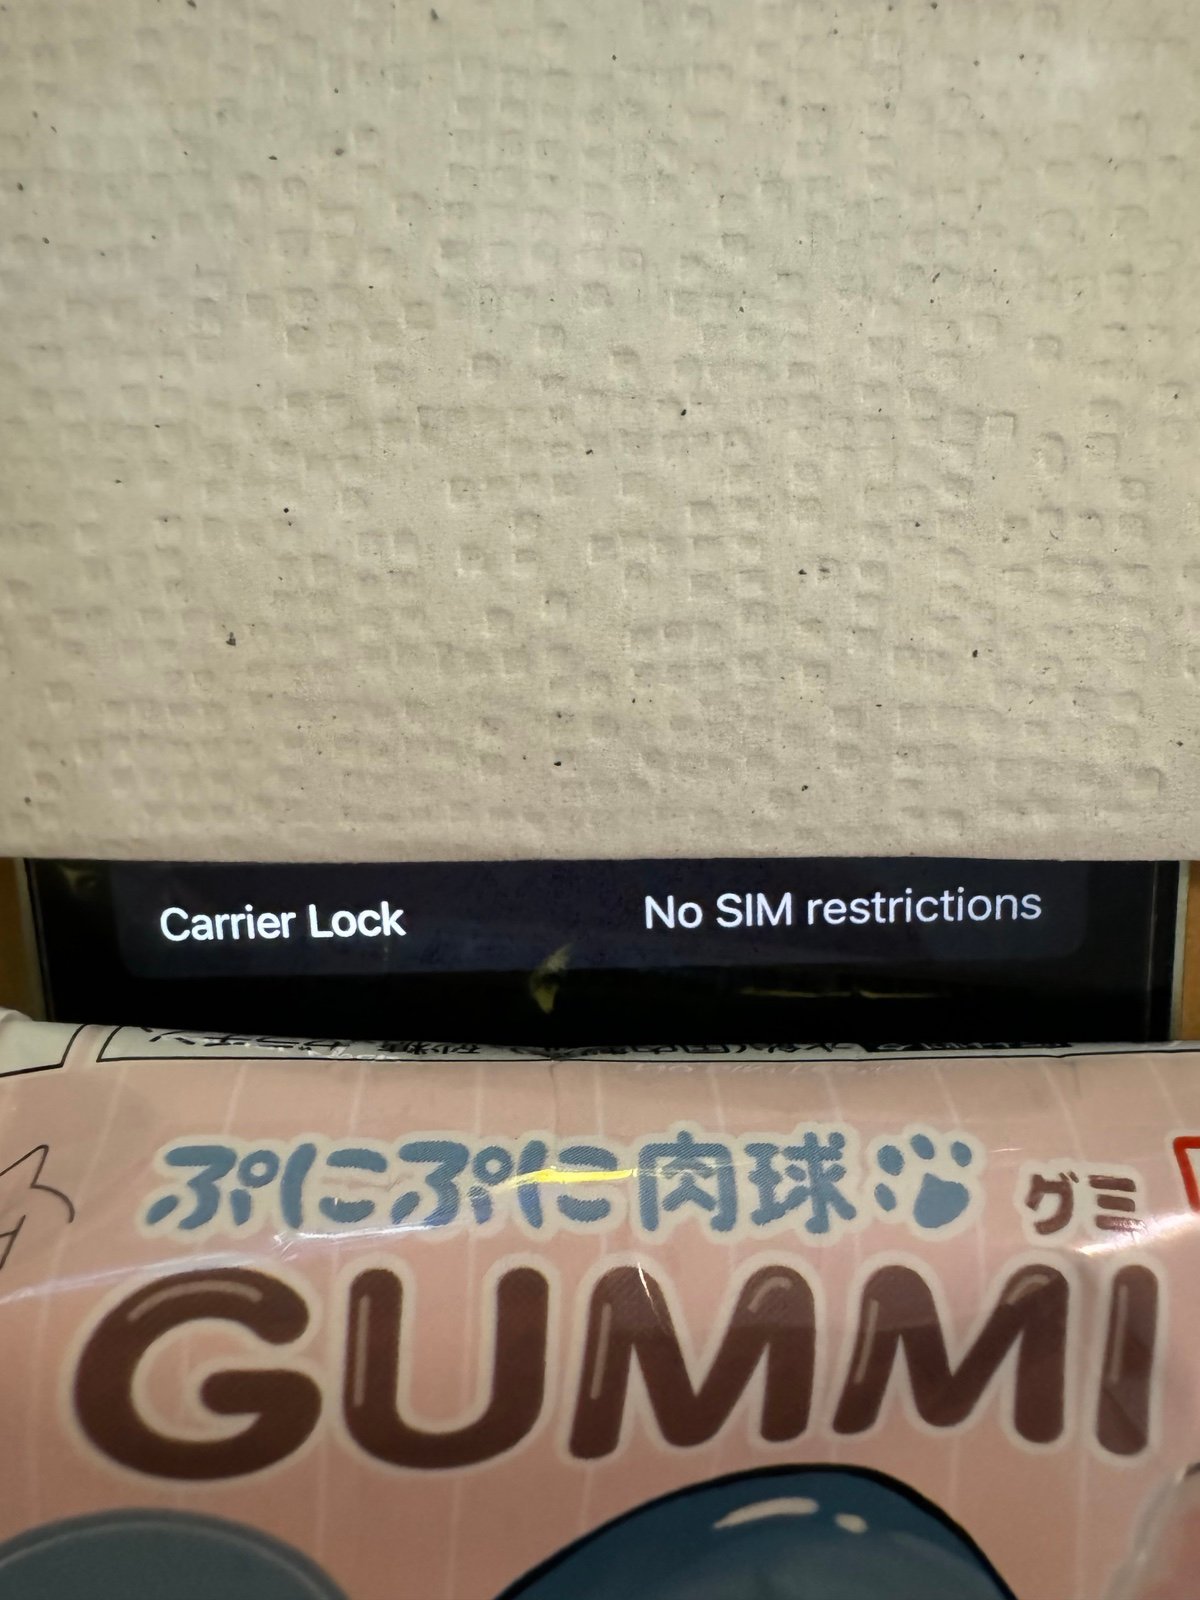 Carrier Lock No SIM restrictions
ぷにぷに肉球 グミ
GUMMI